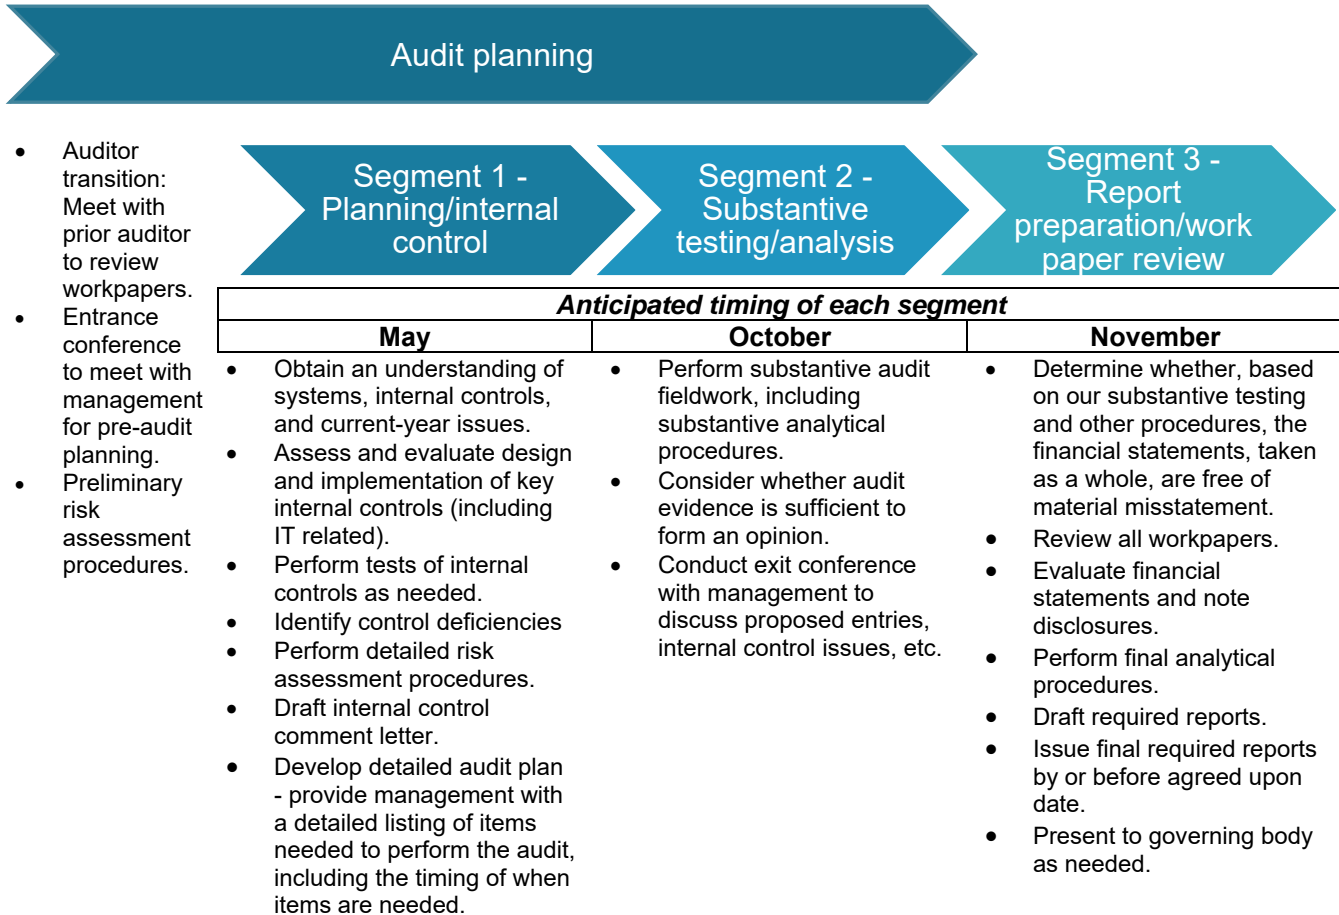 Audit planning
• Auditor
transition:
Meet with
prior auditor
to review
workpapers.
• Entrance
conference
to meet with
management
for pre-audit
planning.
• Preliminary
risk
assessment
procedures.
Segment 1 -
Planning/internal
control
Segment 2 -
Substantive
testing/analysis
Segment 3 -
Report
preparation/work
paper review
Anticipated timing of each segment
May
October
November
• Obtain an understanding of
systems, internal controls,
and current-year issues.
• Assess and evaluate design
and implementation of key
internal controls (including
IT related).
• Perform tests of internal
controls as needed.
• Identify control deficiencies
• Perform detailed risk
assessment procedures.
• Draft internal control
comment letter.
• Develop detailed audit plan
- provide management with
a detailed listing of items
needed to perform the audit,
including the timing of when
items are needed.
• Perform substantive audit
fieldwork, including
substantive analytical
procedures.
• Consider whether audit
evidence is sufficient to
form an opinion.
• Conduct exit conference
with management to
discuss proposed entries,
internal control issues, etc.
• Determine whether, based
on our substantive testing
and other procedures, the
financial statements, taken
as a whole, are free of
material misstatement.
• Review all workpapers.
• Evaluate financial
statements and note
disclosures.
• Perform final analytical
procedures.
• Draft required reports.
• Issue final required reports
by or before agreed upon
date.
• Present to governing body
as needed.